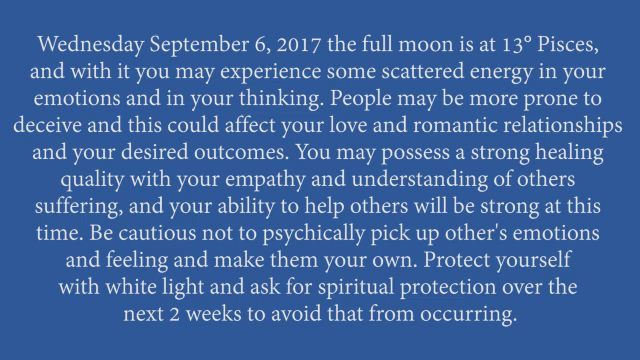 Wednesday September 6, 2017 the full moon is at 13° Pisces,
and with it you may experience some scattered energy in your
emotions and in your thinking. People may be more prone to
deceive and this could affect your love and romantic relationships
and your desired outcomes. You may possess a strong healing
quality with your empathy and understanding of others
suffering, and your ability to help others will be strong at this
time. Be cautious not to psychically pick up other's emotions
and feeling and make them your own. Protect yourself
with white light and ask for spiritual protection over the
next 2 weeks to avoid that from occurring.